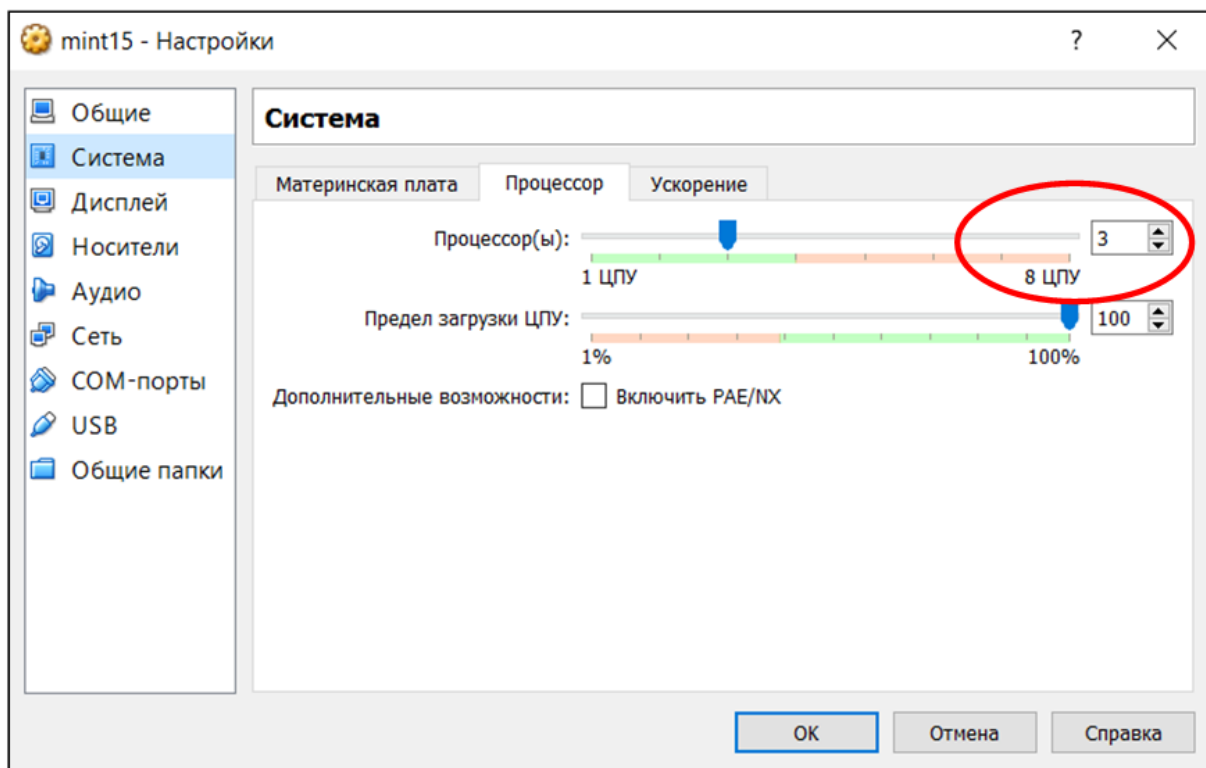 mint15 - Настройки
?
Общие
Система
Дисплей
Носители
Аудио
Сеть
COM-порты
USB
Общие папки
Система
Материнская плата Процессор Ускорение
Процессор(ы): 3
1 ЦПУ 8 ЦПУ
Предел загрузки ЦПУ: 100
1% 100%
Дополнительные возможности: Включить PAE/NX
OK Отмена Справка